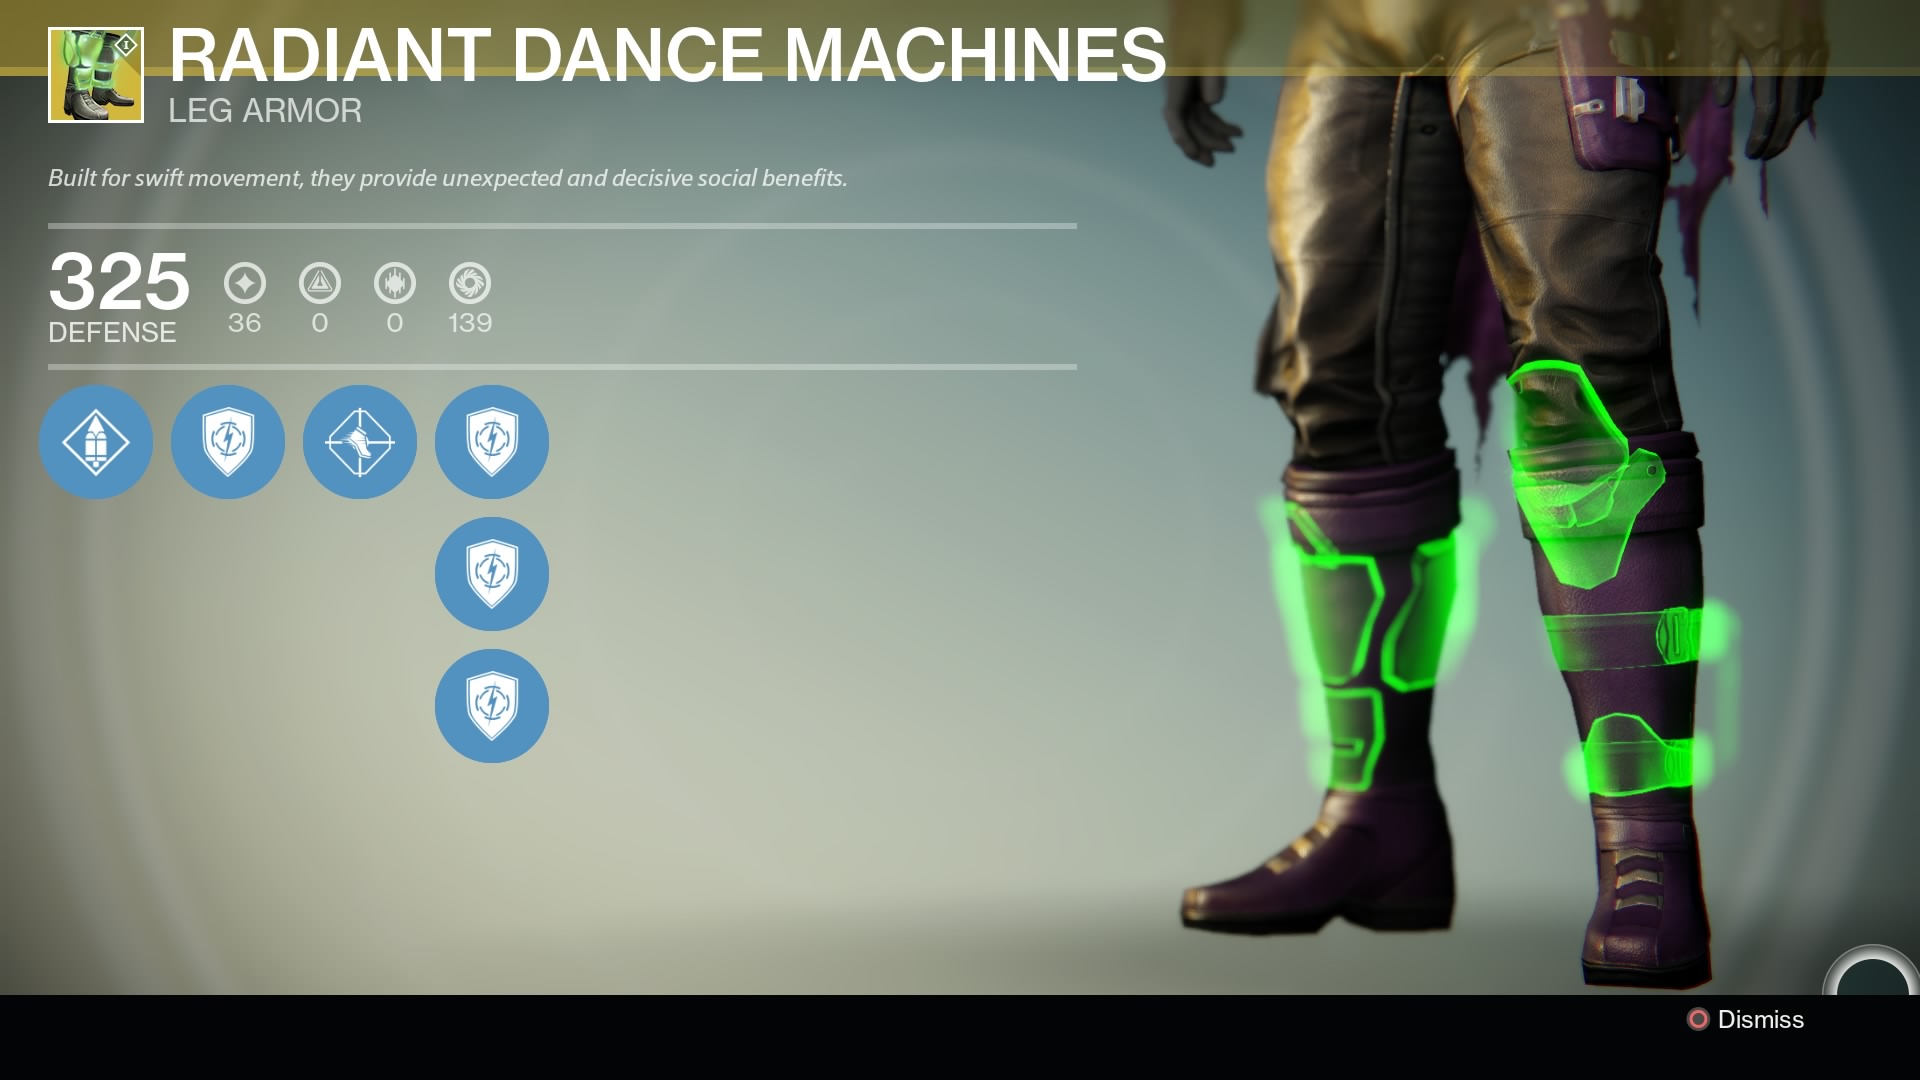 RADIANT DANCE MACHINES
LEG ARMOR
Built for swift movement, they provide unexpected and decisive social benefits.
325
DEFENSE
36 0 0 139
Dismiss